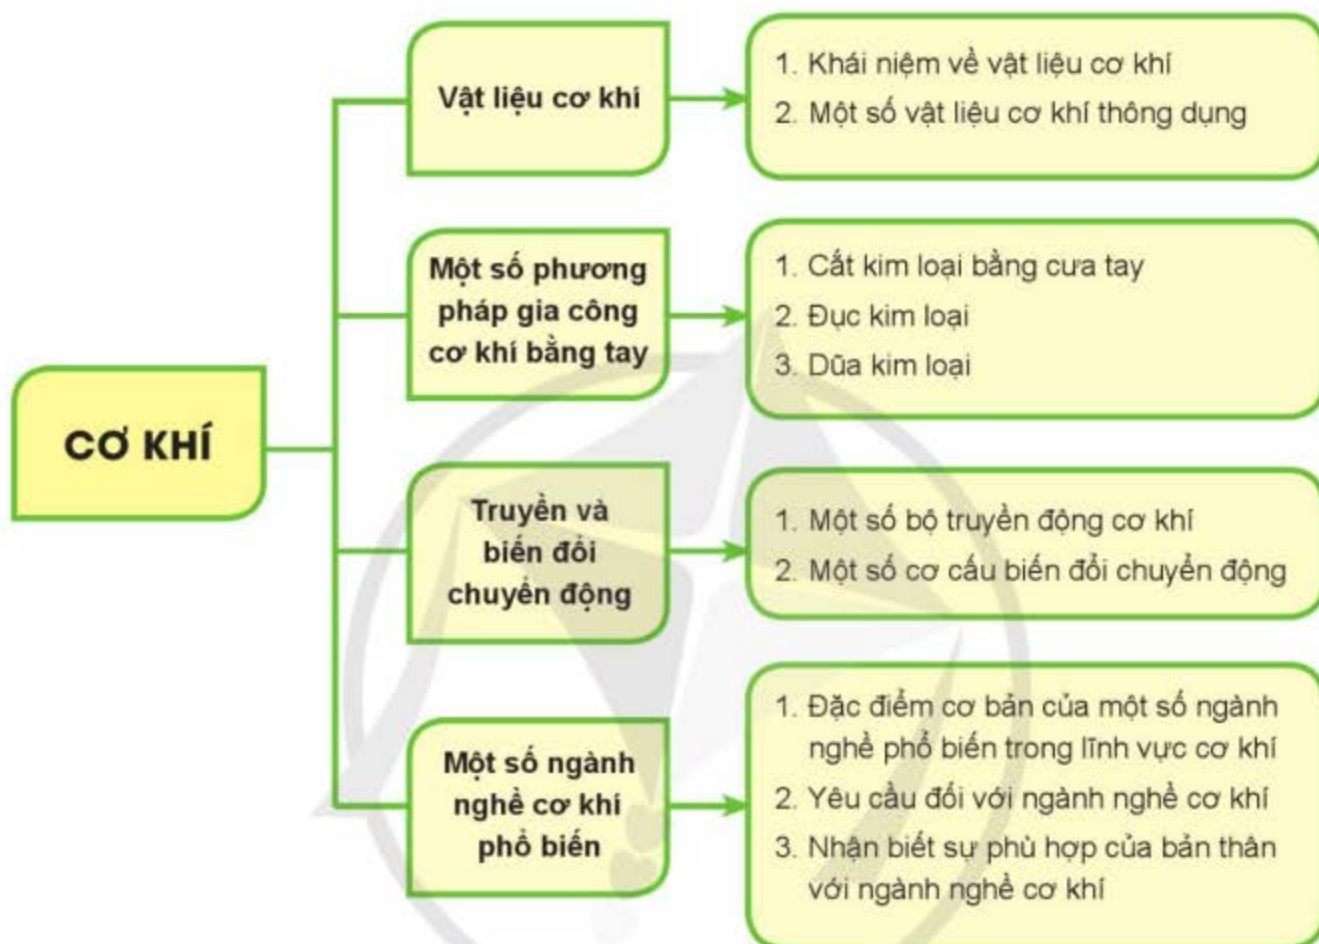 CƠ KHÍ
Vật liệu cơ khí
1. Khái niệm về vật liệu cơ khí
2. Một số vật liệu cơ khí thông dụng
Một số phương
pháp gia công
cơ khí bằng tay
1. Cắt kim loại bằng cưa tay
2. Đục kim loại
3. Dũa kim loại
Truyền và
biến đổi
chuyển động
1. Một số bộ truyền động cơ khí
2. Một số cơ cấu biến đổi chuyển động
Một số ngành
nghề cơ khí
phổ biến
1. Đặc điểm cơ bản của một số ngành
nghề phổ biến trong lĩnh vực cơ khí
2. Yêu cầu đối với ngành nghề cơ khí
3. Nhận biết sự phù hợp của bản thân
với ngành nghề cơ khí